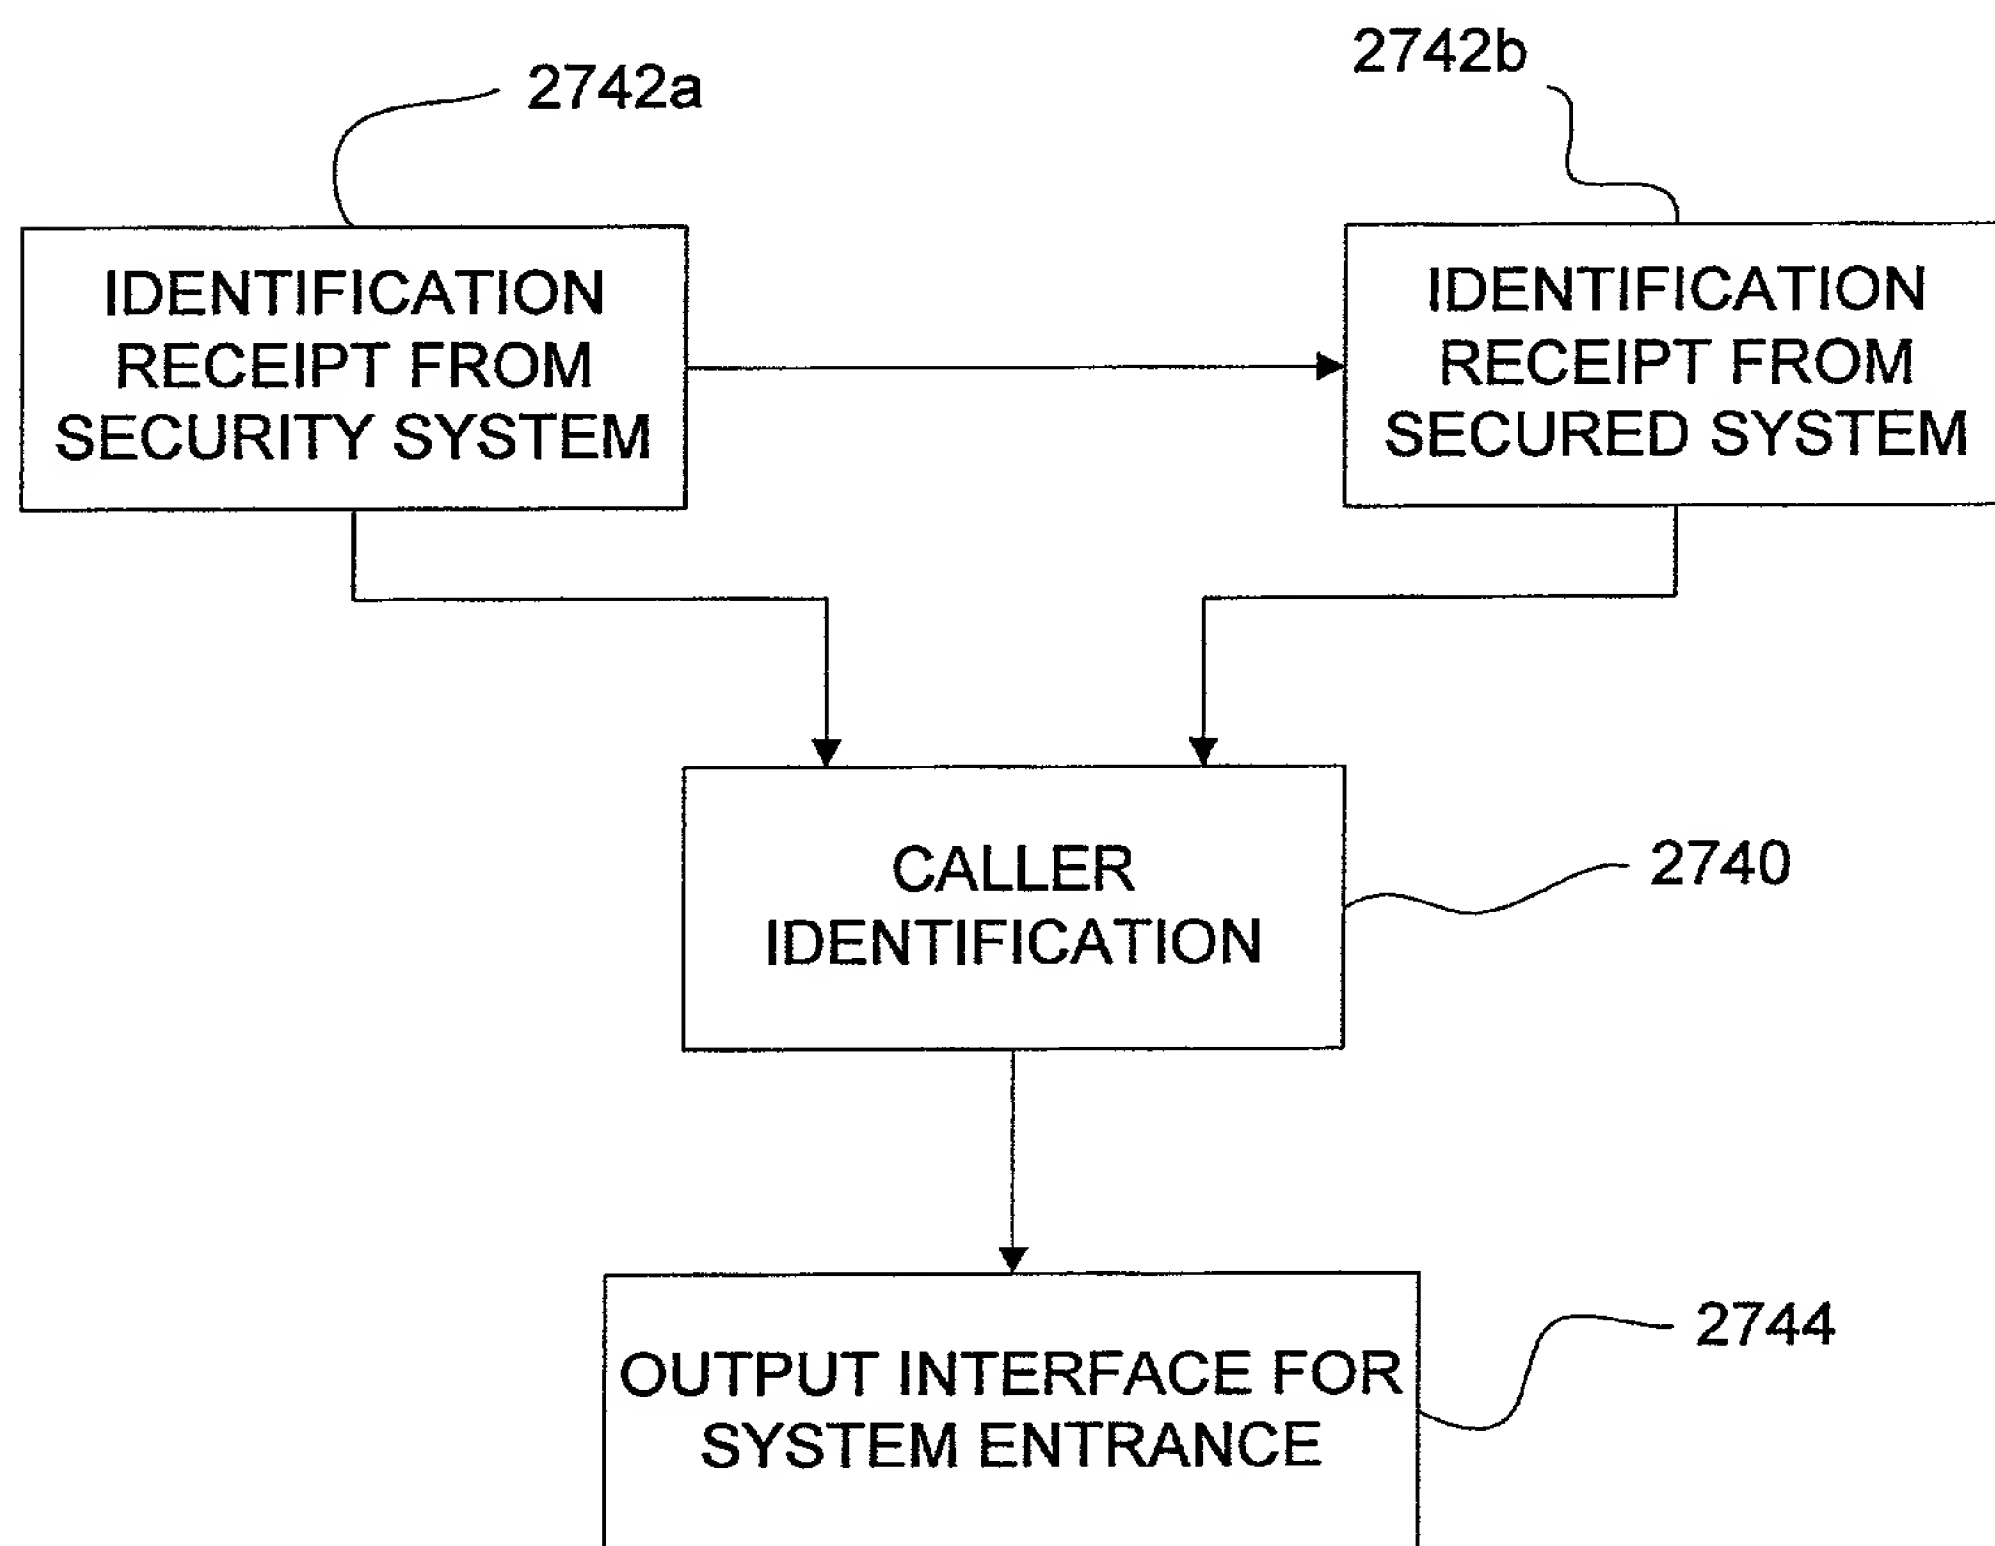 2742a
2742b
IDENTIFICATION
RECEIPT FROM
SECURITY SYSTEM
IDENTIFICATION
RECEIPT FROM
SECURED SYSTEM
CALLER
IDENTIFICATION
2740
OUTPUT INTERFACE FOR
SYSTEM ENTRANCE
2744